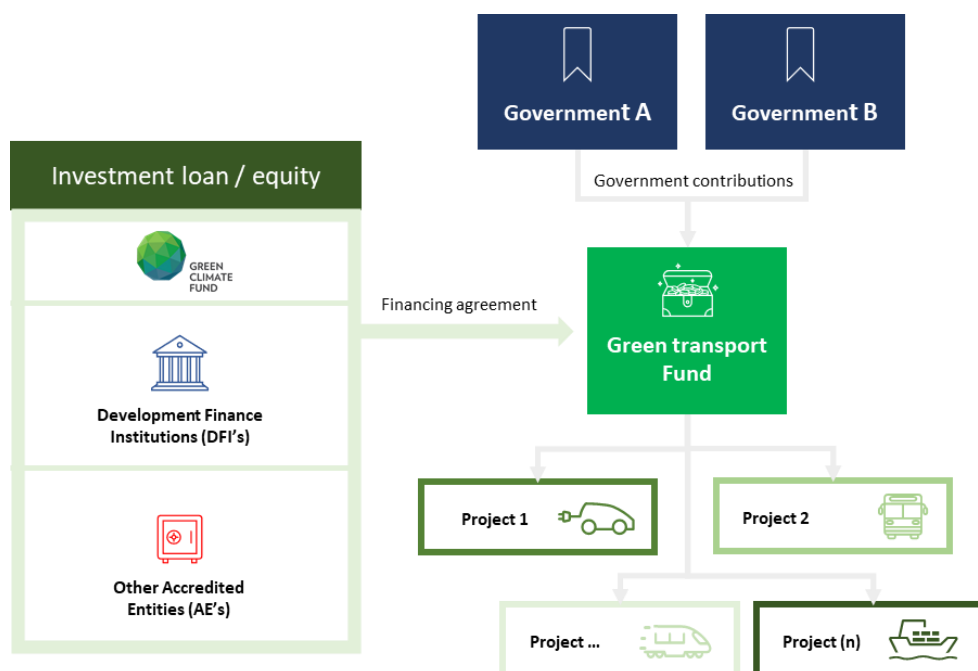 Government A
Government B
Government contributions
Investment loan / equity
GREEN
CLIMATE
FUND
Development Finance
Institutions (DFI's)
Other Accredited
Entities (AE's)
Financing agreement
Green transport
Fund
Project 1
Project 2
Project ...
Project (n)